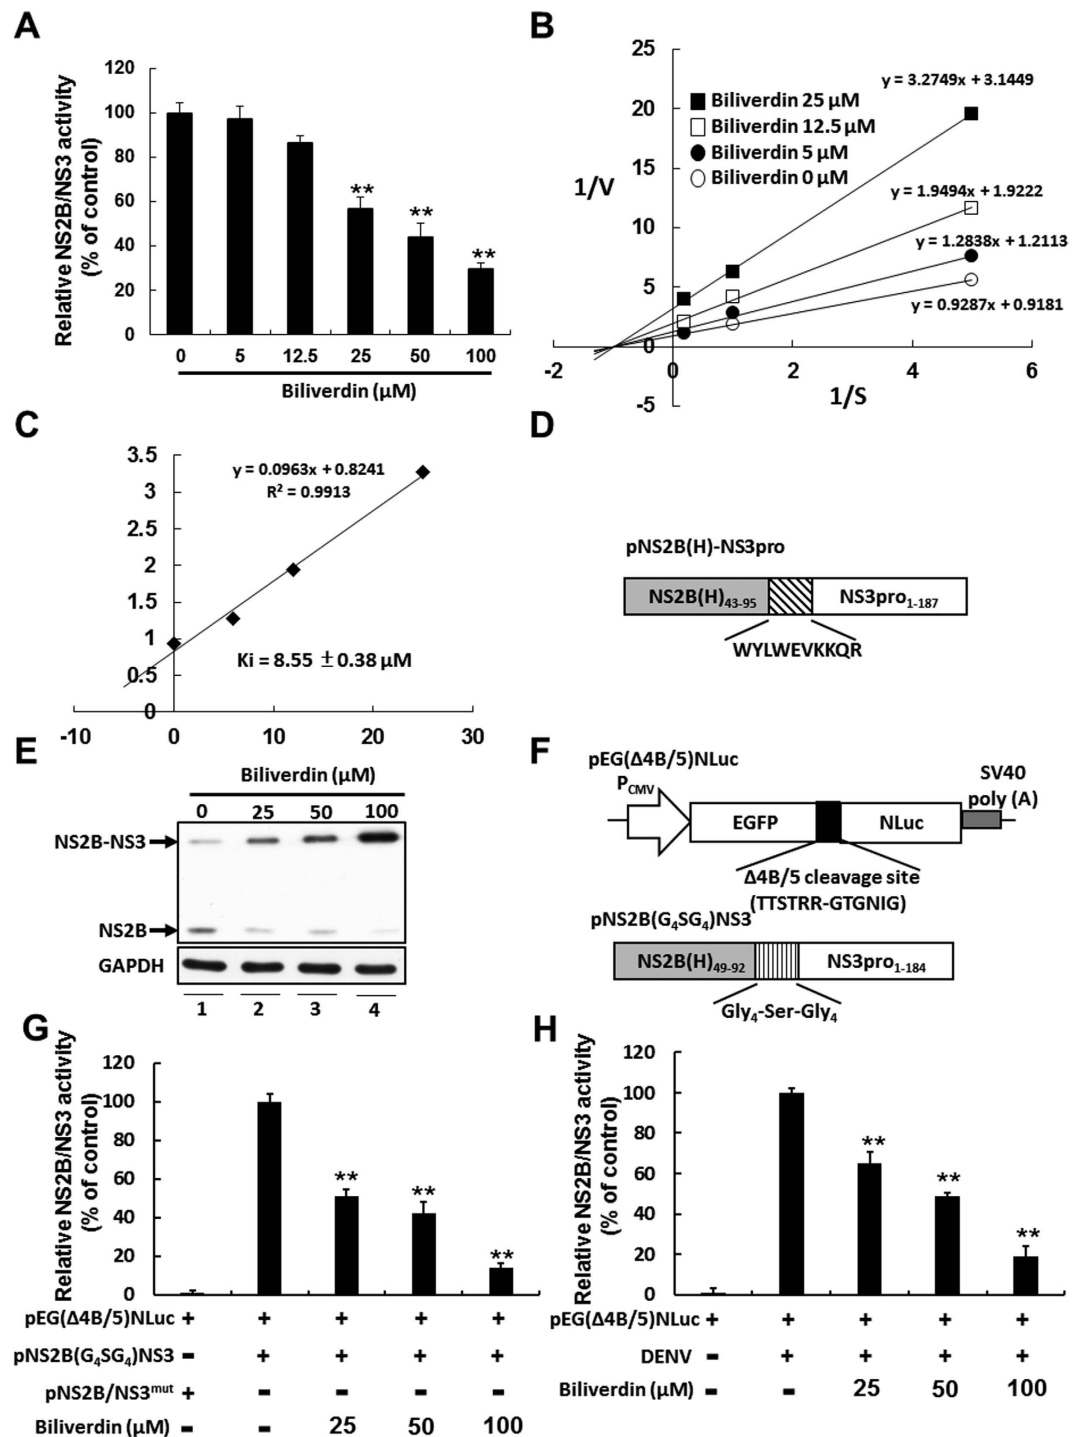 A
Relative NS2B/NS3 activity
(% of control)
120
100
80
60
40
20
0
**
**
**
0 5 12.5 25 50 100
Biliverdin (μM)
B
25
20
15
10
5
0
-5
1/V
Biliverdin 25 μM
Biliverdin 12.5 μM
Biliverdin 5 μM
Biliverdin 0 μM
y = 3.2749x + 3.1449
y = 1.9494x + 1.9222
y = 1.2838x + 1.2113
y = 0.9287x + 0.9181
-2 0 2 4 6
1/S
C
3.5
3
2.5
2
1.5
1
0.5
0
y = 0.0963x + 0.8241
R² = 0.9913
Ki = 8.55 ± 0.38 μM
-10 0 10 20 30
D
pNS2B(H)-NS3pro
NS2B(H)43-95 NS3pro1-187
WYLWEVKKQR
E
Biliverdin (μM)
0 25 50 100
NS2B-NS3
NS2B
GAPDH
1 2 3 4
F
pEG(Δ4B/5)NLuc
PCMV
SV40
poly (A)
EGFP NLuc
Δ4B/5 cleavage site
(TTSTRR-GTGNIG)
pNS2B(G4SG4)NS3
NS2B(H)49-92 NS3pro1-184
Gly4-Ser-Gly4
G
Relative NS2B/NS3 activity
(% of control)
120
100
80
60
40
20
0
**
**
**
pEG(Δ4B/5)NLuc + + + + +
pNS2B(G4SG4)NS3 - + + + +
pNS2B/NS3mut + - - - -
Biliverdin (μM) - - 25 50 100
H
Relative NS2B/NS3 activity
(% of control)
120
100
80
60
40
20
0
**
**
**
pEG(Δ4B/5)NLuc + + + + +
DENV - + + + +
Biliverdin (μM) - - 25 50 100